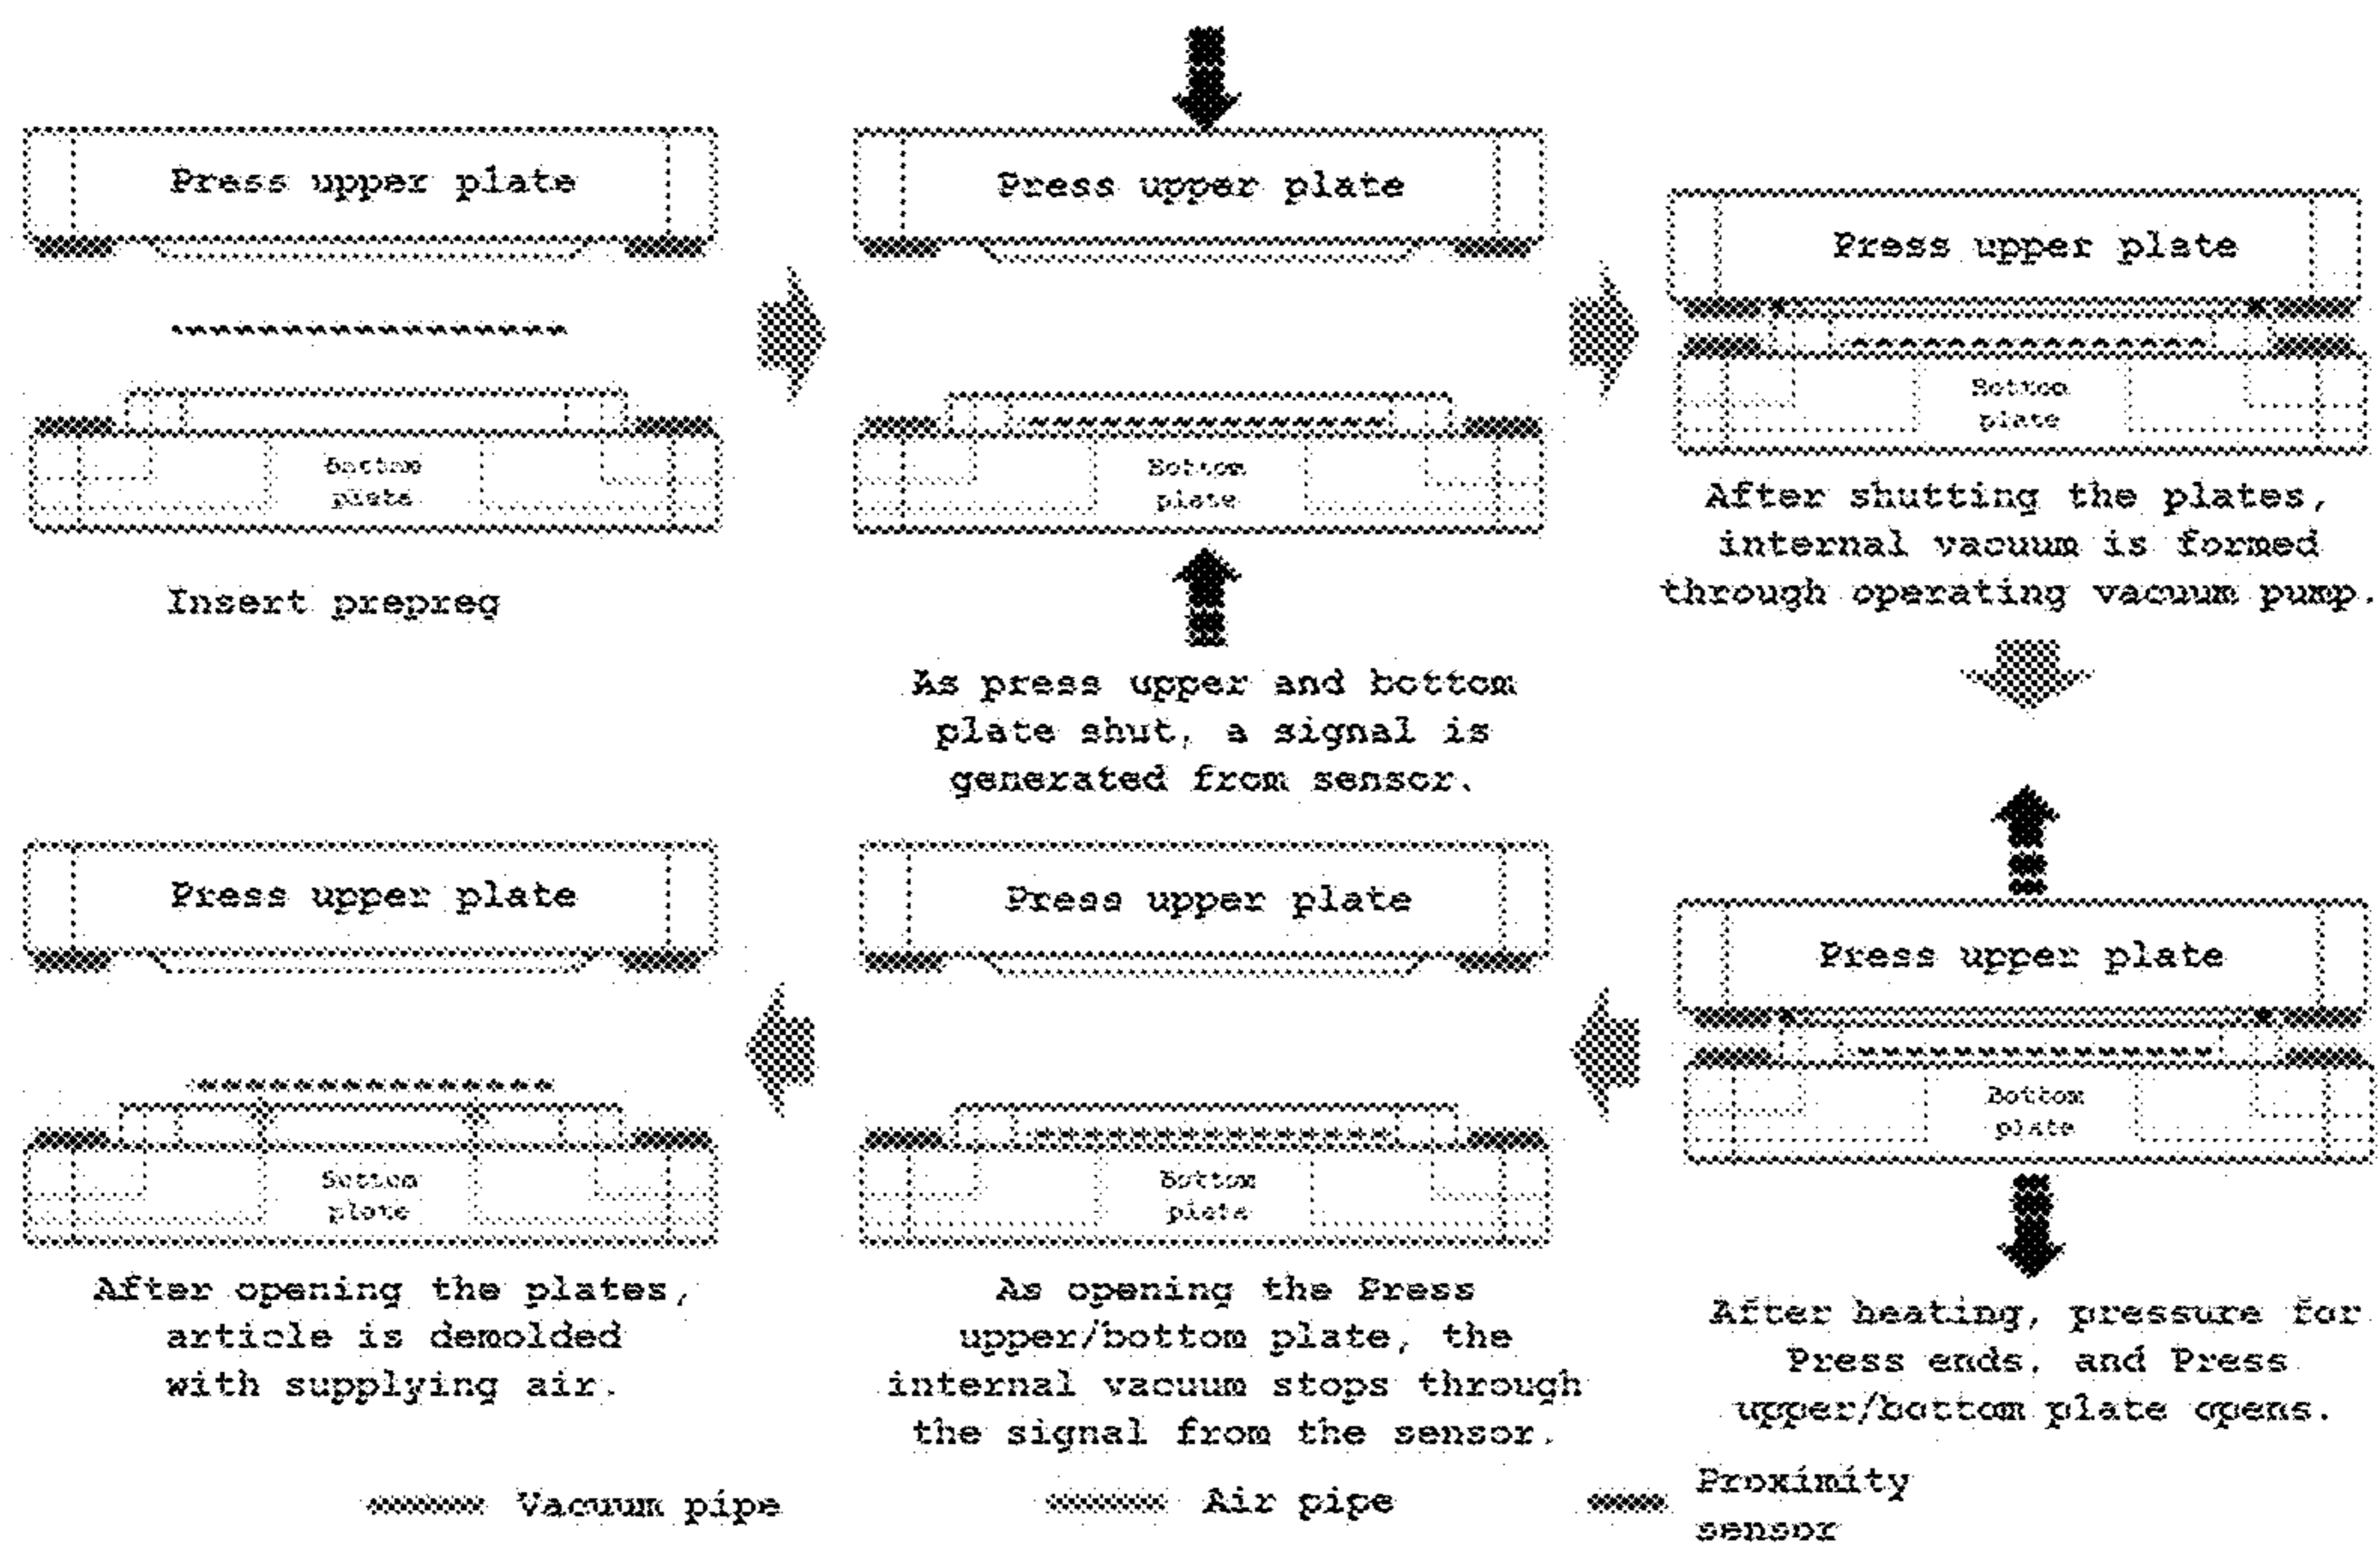 Press upper plate
Bottom
plate
Insert prepreg
Press upper plate
Bottom
plate
As press upper and bottom
plate shut, a signal is
generated from sensor.
Press upper plate
Bottom
plate
After shutting the plates,
internal vacuum is formed
through operating vacuum pump.
Press upper plate
Bottom
plate
After heating, pressure for
Press ends, and Press
upper/bottom plate opens.
Press upper plate
Bottom
plate
As opening the Press
upper/bottom plate, the
internal vacuum stops through
the signal from the sensor.
Press upper plate
Bottom
plate
After opening the plates,
article is demolded
with supplying air.
Vacuum pipe
Air pipe
Proximity
sensor